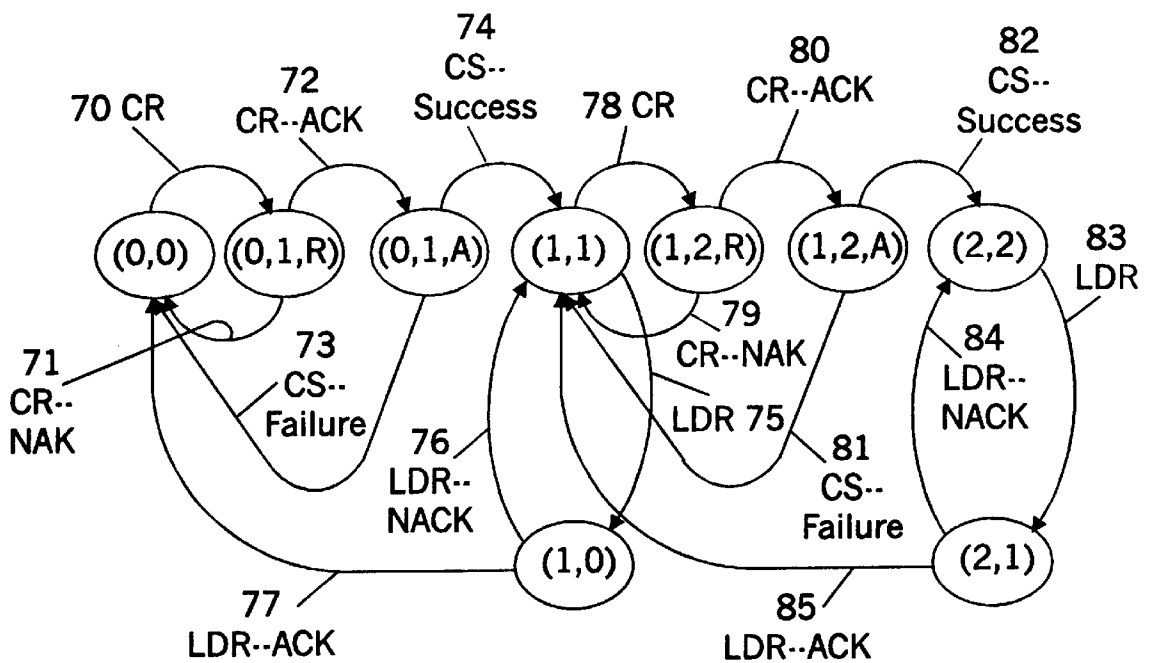 74
CS--
Success
70 CR
72
CR--ACK
78 CR
80
CR--ACK
82
CS--
Success
(0,0)
(0,1,R)
(0,1,A)
(1,1)
(1,2,R)
(1,2,A)
(2,2)
83
LDR
71
CR--
NAK
73
CS--
Failure
79
CR--NAK
84
LDR--
NACK
LDR 75
76
LDR--
NACK
81
CS--
Failure
(1,0)
(2,1)
77
LDR--ACK
85
LDR--ACK